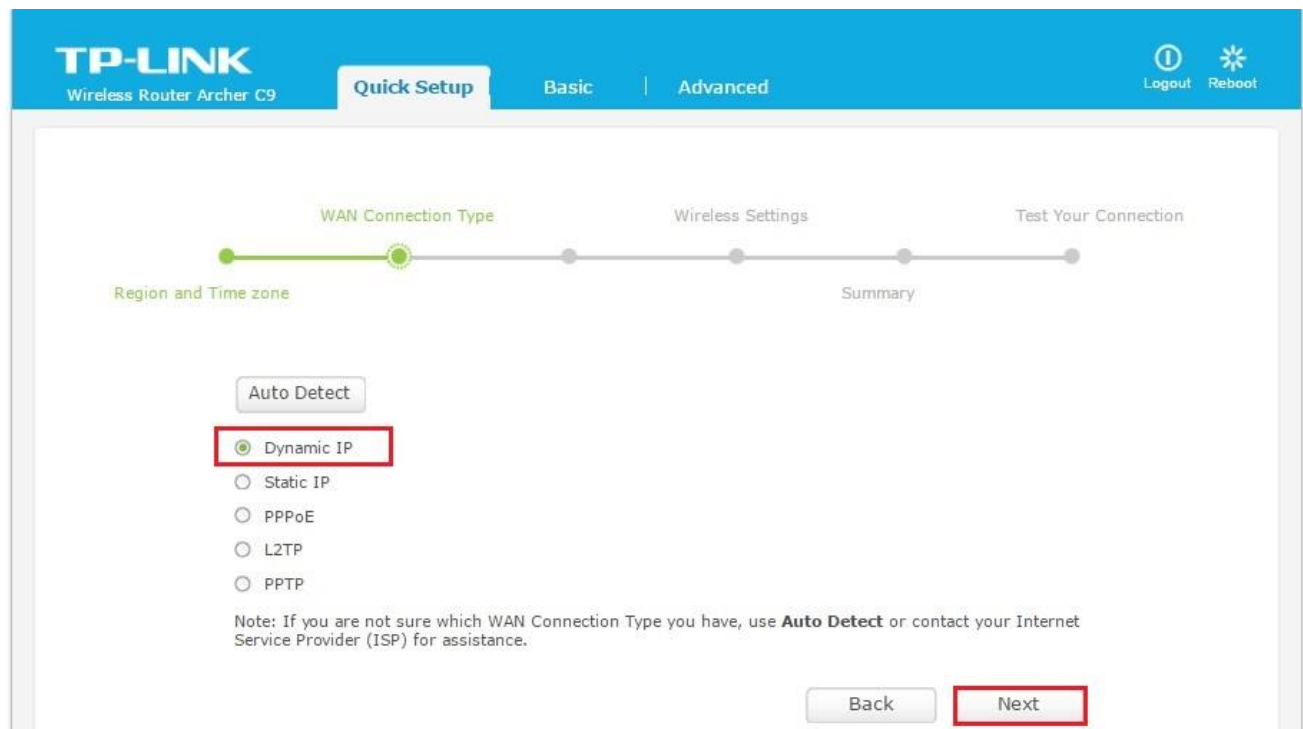 TP-LINK
Wireless Router Archer C9
Quick Setup
Basic
Advanced
Logout
Reboot
WAN Connection Type
Wireless Settings
Test Your Connection
Region and Time zone
Summary
Auto Detect
Dynamic IP
Static IP
PPPoE
L2TP
PPTP
Note: If you are not sure which WAN Connection Type you have, use Auto Detect or contact your Internet
Service Provider (ISP) for assistance.
Back
Next